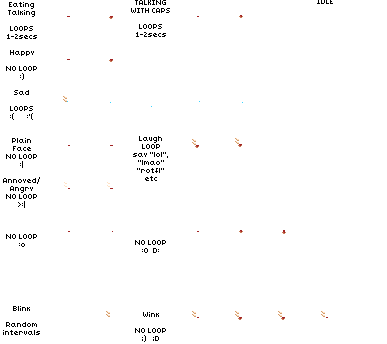 Eating
Talking
LOOPS
1-2secs
TALKING
WITH CAPS
LOOPS
1-2secs
IDLE
Happy
NO LOOP
:)
Sad
LOOPS
:( :'(
Plain
Face
NO LOOP
:|
Laugh
LOOP
say "lol",
"lmao"
"rotfl"
etc
Annoyed/
Angry
NO LOOP
>:|
NO LOOP
:o
NO LOOP
:O D:
Blink
Random
intervals
Wink
NO LOOP
;) ;D